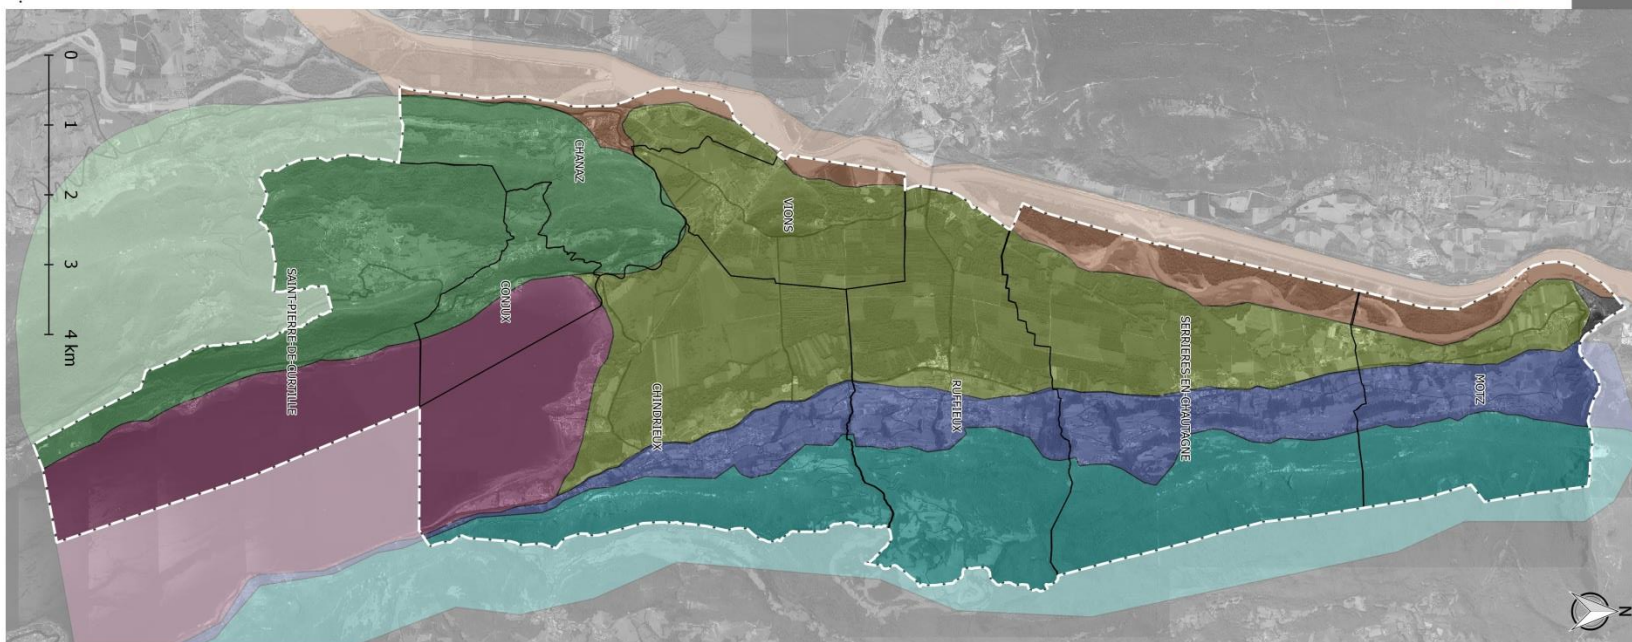 0
1
2
3
4 km
CHANAZ
VIONS
SAINT-PIERRE-DE-CURTILLE
CONJUX
CHINDRIEUX
RUFFIEUX
SERRIERES-EN-CHAUTAGNE
MOTZ
N